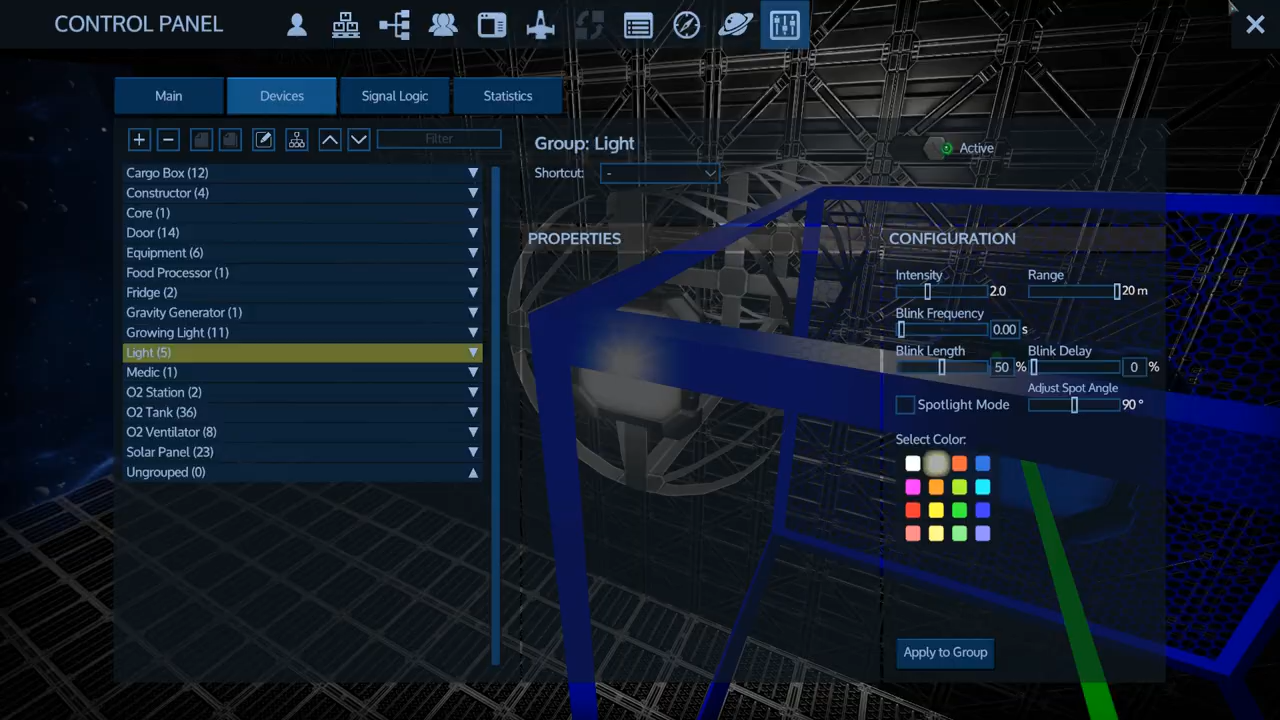 CONTROL PANEL
Main
Devices
Signal Logic
Statistics
Filter
Cargo Box (12)
Constructor (4)
Core (1)
Door (14)
Equipment (6)
Food Processor (1)
Fridge (2)
Gravity Generator (1)
Growing Light (11)
Light (5)
Medic (1)
O2 Station (2)
O2 Tank (36)
O2 Ventilator (8)
Solar Panel (23)
Ungrouped (0)
Group: Light
Active
Shortcut: -
PROPERTIES
CONFIGURATION
Intensity
Range
2.0
20 m
Blink Frequency
0.00 s
Blink Length
Blink Delay
50 %
0 %
Adjust Spot Angle
Spotlight Mode
90 °
Select Color:
Apply to Group